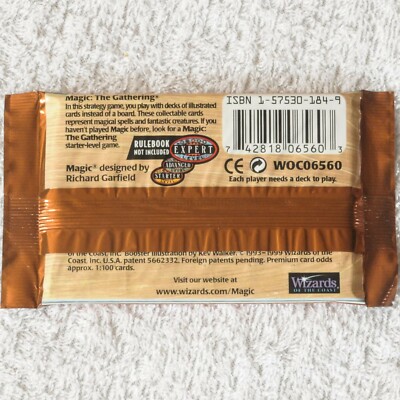 Magic: The Gathering®
In this strategy game, you play with decks of illustrated
cards instead of a board. These collectable cards
represent magical spells and fantastic creatures. If you
haven't played Magic before, look for a Magic:
The Gathering
starter-level game.
RULEBOOK
NOT INCLUDED
EXPERT
LEVEL
ADVANCED
STARTER
Magic® designed by
Richard Garfield
ISBN 1-57530-184-9
7 42818 06560 3
CE WOC06560
Each player needs a deck to play.
of the Coast, Inc. Booster illustration by Kev Walker. ©1993–1999 Wizards of the
Coast, Inc. U.S.A. patent 5662332. Foreign patents pending. Premium card odds
approx. 1:100 cards.
Visit our website at
www.wizards.com/Magic
Wizards
OF THE COAST